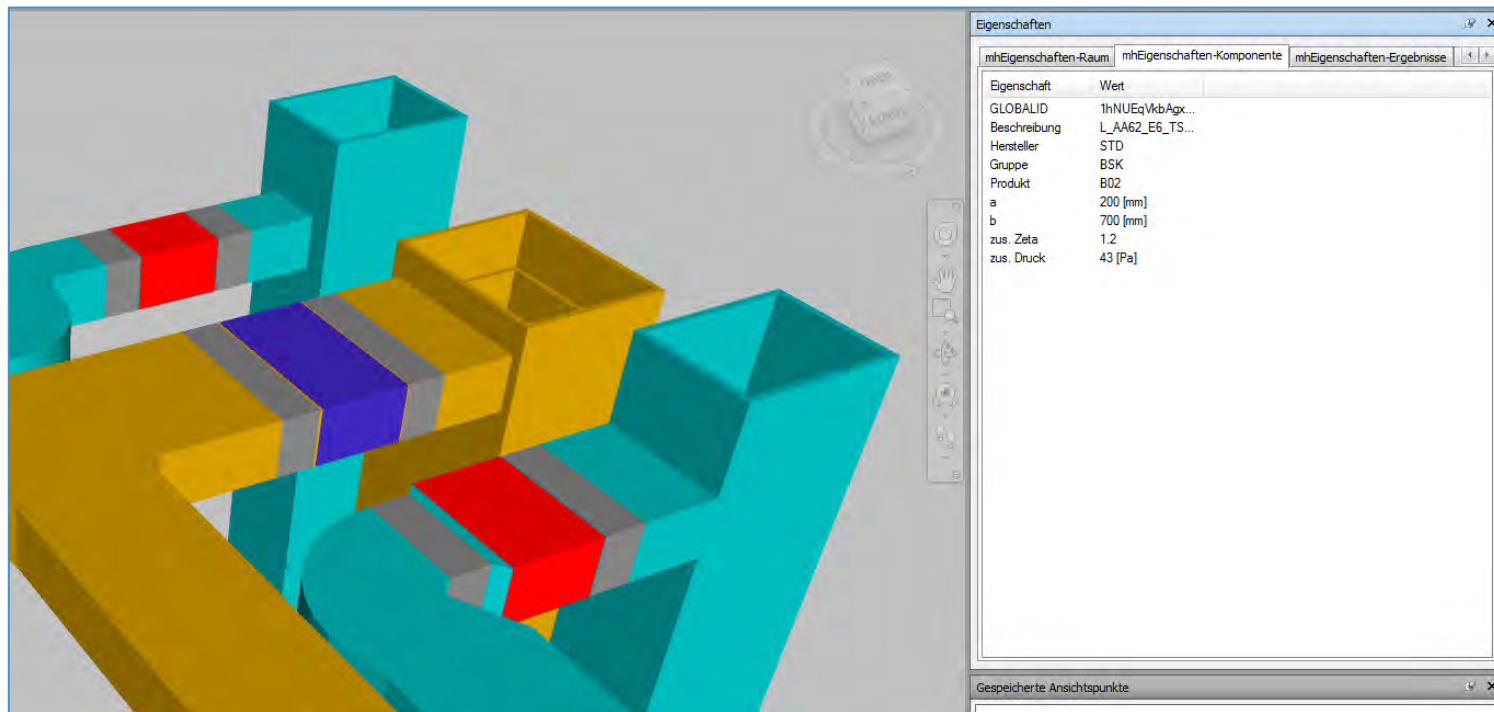 Eigenschaften
mhEigenschaften-Raum mhEigenschaften-Komponente mhEigenschaften-Ergebnisse
Eigenschaft Wert
GLOBALID 1hNUEqVkbAgx...
Beschreibung L_AA62_E6_TS...
Hersteller STD
Gruppe BSK
Produkt B02
a 200 [mm]
b 700 [mm]
zus. Zeta 1.2
zus. Druck 43 [Pa]
Gespeicherte Ansichtspunkte